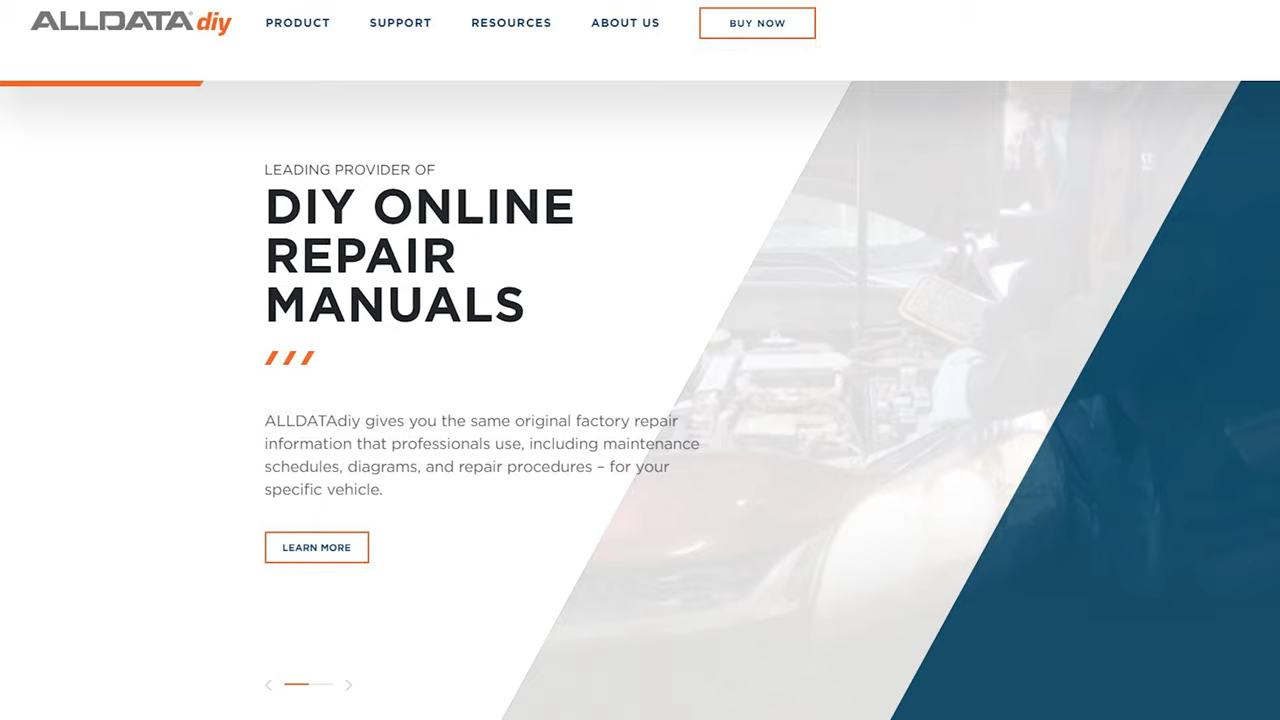 ALLDATA® diy
PRODUCT
SUPPORT
RESOURCES
ABOUT US
BUY NOW
LEADING PROVIDER OF
DIY ONLINE
REPAIR
MANUALS
ALLDATAdiy gives you the same original factory repair
information that professionals use, including maintenance
schedules, diagrams, and repair procedures – for your
specific vehicle.
LEARN MORE